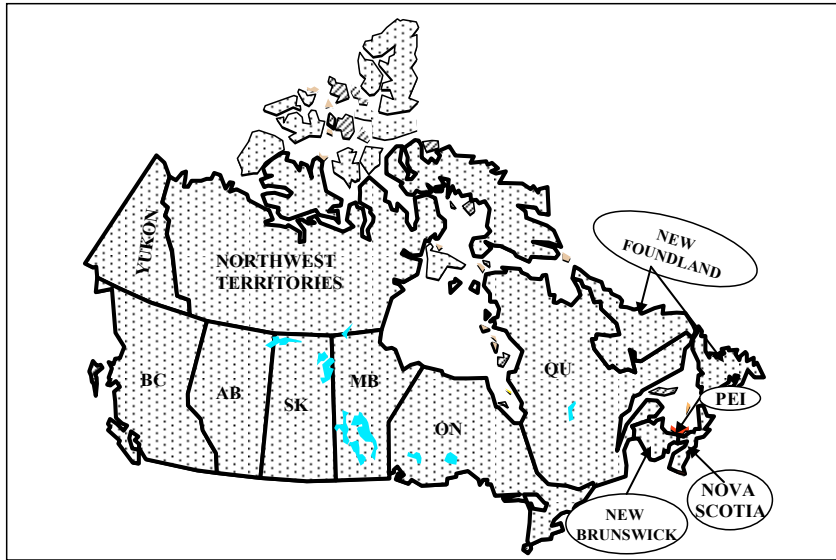 YUKON
NORTHWEST
TERRITORIES
NEW
FOUNDLAND
BC
AB
SK
MB
ON
QU
PEI
NOVA
SCOTIA
NEW
BRUNSWICK